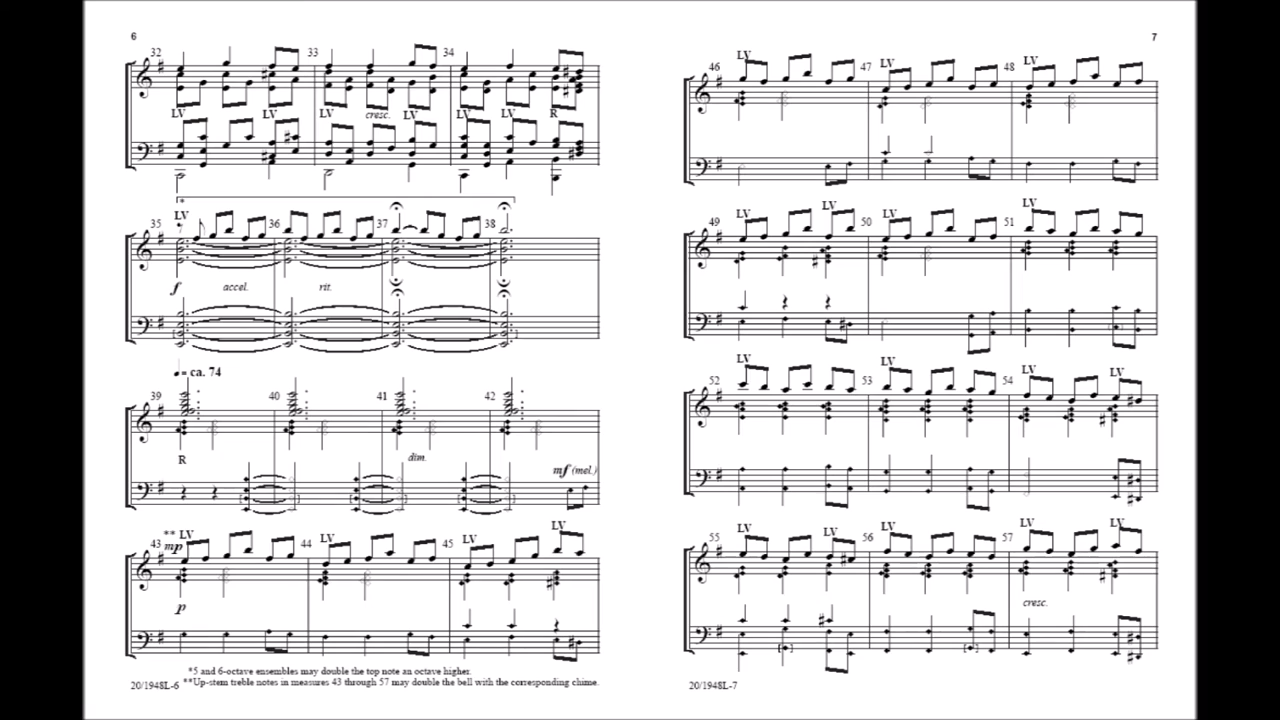 6
32 33 34
LV LV LV cresc. LV LV LV R
*
35 LV 36 37 38
f accel. rit.
= ca. 74
39 40 41 42
R dim.
mf (mel.)
43 ** LV 44 LV 45 LV LV
mp
p
*5 and 6-octave ensembles may double the top note an octave higher.
20/1948L-6 **Up-stem treble notes in measures 43 through 57 may double the bell with the corresponding chime.
7
46 LV 47 LV 48 LV
49 LV LV 50 LV 51 LV
52 LV 53 LV 54 LV LV
55 LV LV 56 LV 57 LV LV
cresc.
20/1948L-7